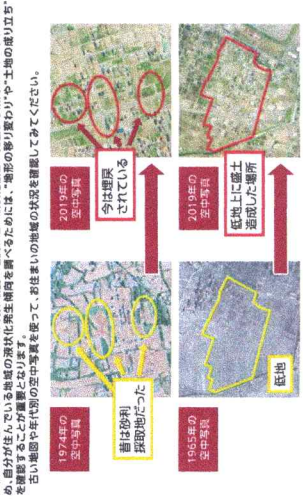 め、自分が住んでいる地域の液状化発生傾向を調べるためには、“地形の移り変わり”や“土地の成り立ち”
を確認することが重要となります。
古い地図や年代別の空中写真を使って、お住まいの地域の状況を確認してみてください。
1974年の
空中写真
昔は砂利
採取地だった
2019年の
空中写真
今は埋戻
されている
1965年の
空中写真
低地
2019年の
空中写真
低地上に盛土
造成した場所